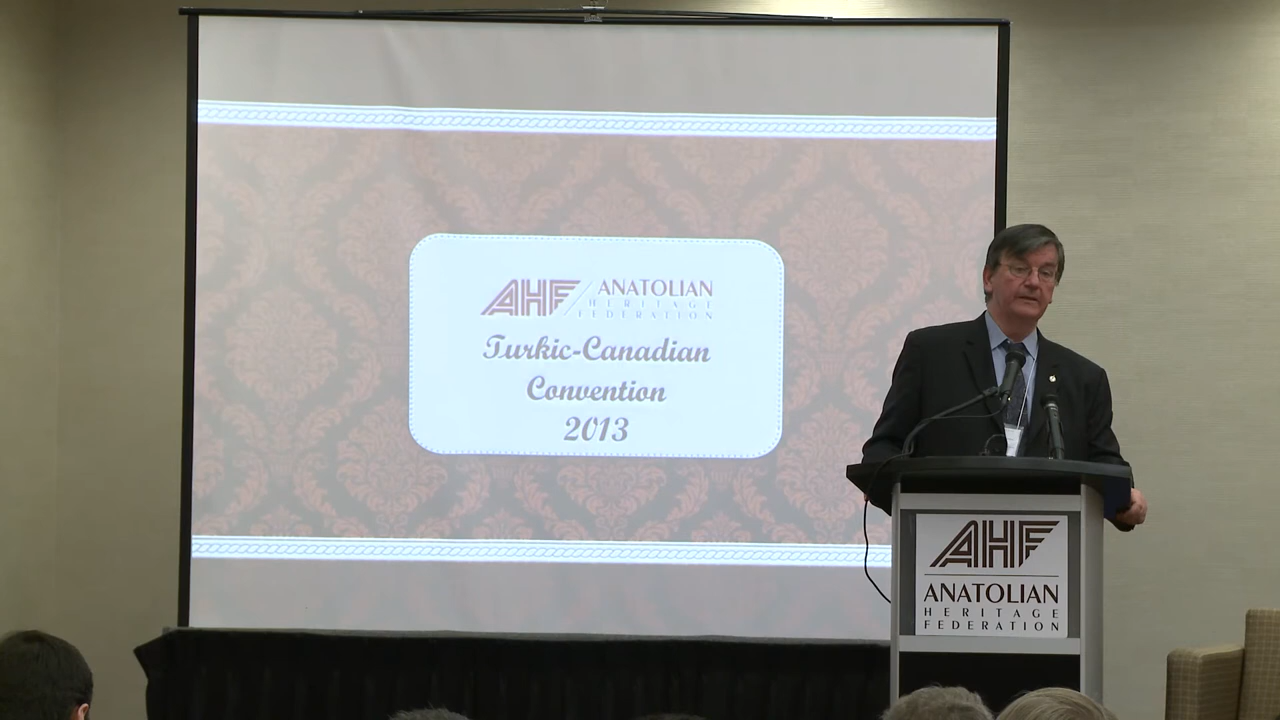 AHF ANATOLIAN
HERITAGE
FEDERATION
Turkic-Canadian
Convention
2013
AHF
ANATOLIAN
HERITAGE
FEDERATION